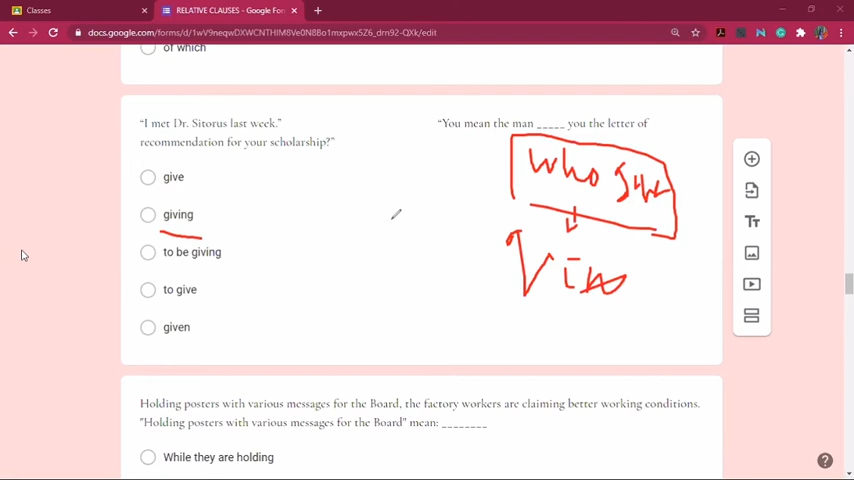 Classes
RELATIVE CLAUSES - Google Fo
docs.google.com/forms/d/1wV9neqwDXWCNTHIM8Ve0N8Bo1mxpwx5Z6_drn92-QXk/edit
of which
"I met Dr. Sitorus last week." "You mean the man _____ you the letter of
recommendation for your scholarship?"
who
give
giving
to be giving
to give
given
Holding posters with various messages for the Board, the factory workers are claiming better working conditions.
"Holding posters with various messages for the Board" mean: ________
While they are holding